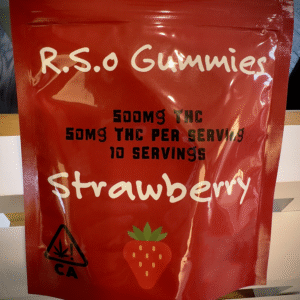 R.S.o Gummies
500mg THC
50mg THC PER SERVING
10 SERVINGS
Strawberry
CA